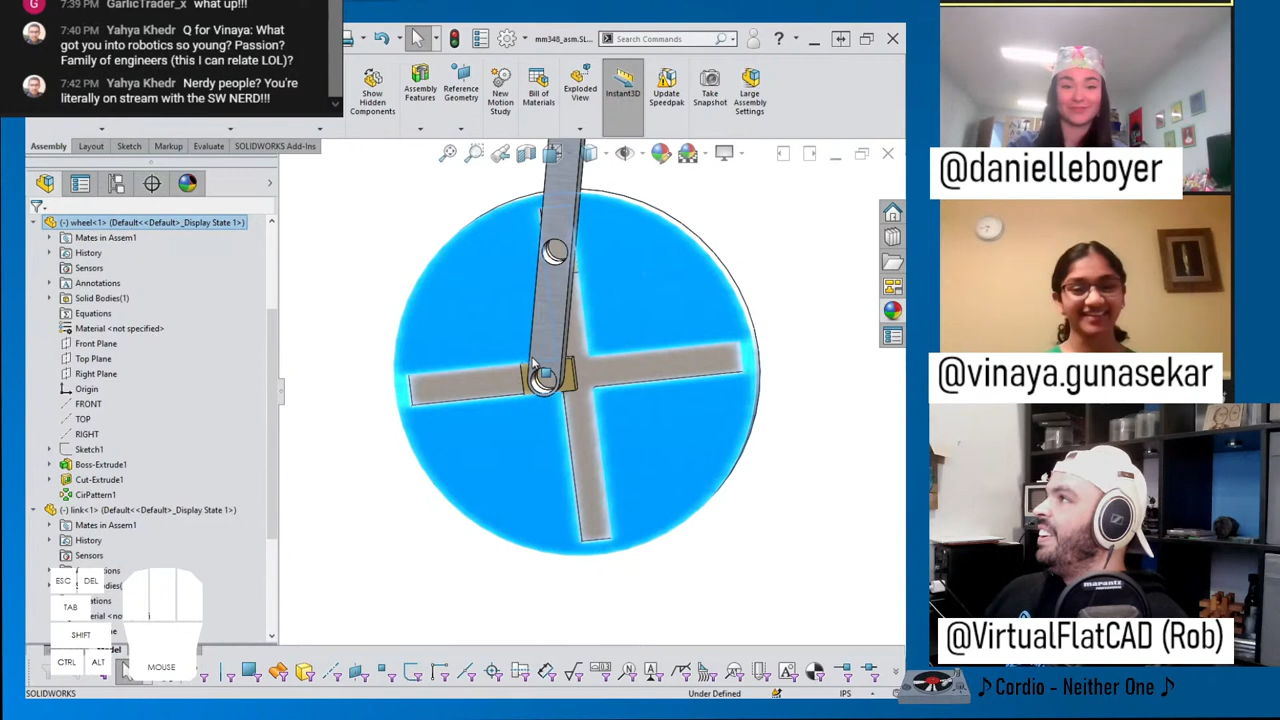 7:39 PM GarlicTrader_x what up!!!
7:40 PM Yahya Khedr Q for Vinaya: What
got you into robotics so young? Passion?
Family of engineers (this I can relate LOL)?
7:42 PM Yahya Khedr Nerdy people? You're
literally on stream with the SW NERD!!!
mm348_asm.SL...
Search Commands
Show Hidden Components
Assembly Features
Reference Geometry
New Motion Study
Bill of Materials
Exploded View
Instant3D
Update Speedpak
Take Snapshot
Large Assembly Settings
Assembly Layout Sketch Markup Evaluate SOLIDWORKS Add-Ins
(-) wheel<1> (Default<<Default>_Display State 1>)
Mates in Assem1
History
Sensors
Annotations
Solid Bodies(1)
Equations
Material <not specified>
Front Plane
Top Plane
Right Plane
Origin
FRONT
TOP
RIGHT
Sketch1
Boss-Extrude1
Cut-Extrude1
CirPattern1
(-) link<1> (Default<<Default>_Display State 1>)
Mates in Assem1
History
Sensors
ESC DEL
TAB
SHIFT
CTRL ALT
MOUSE
SOLIDWORKS
Under Defined
IPS
@danielleboyer
@vinaya.gunasekar
marantz
@VirtualFlatCAD (Rob)
♪ Cordio - Neither One ♪